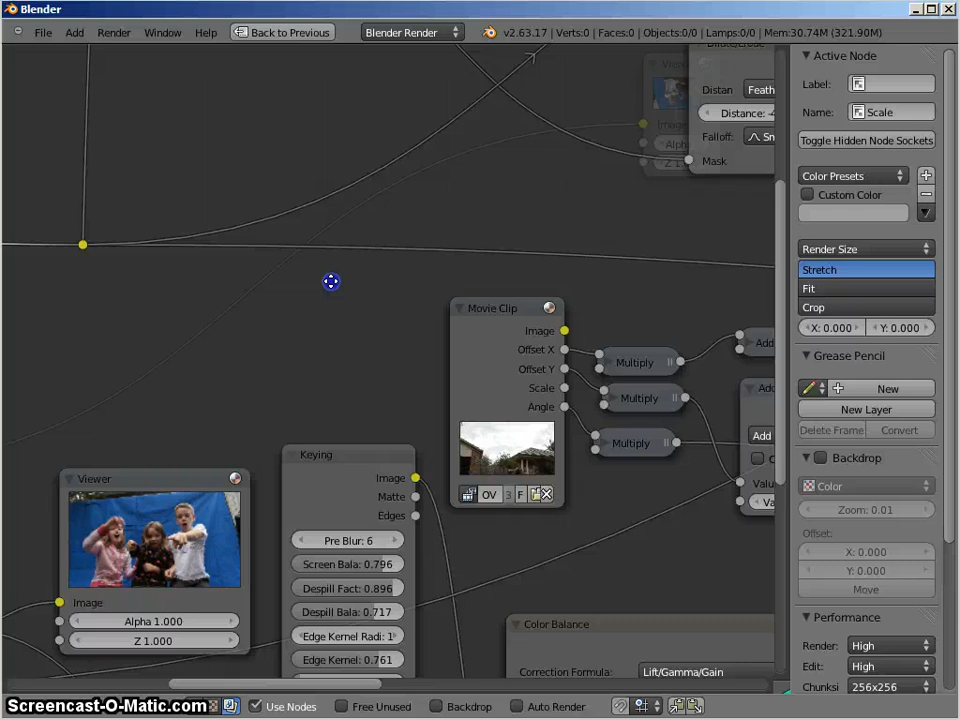 Blender
File Add Render Window Help Back to Previous Blender Render v2.63.17 | Verts:0 | Faces:0 | Objects:0/0 | Lamps:0/0 | Mem:30.74M (321.90M)
Active Node
Label:
Name: Scale
Toggle Hidden Node Sockets
Color Presets
Custom Color
Render Size
Stretch
Fit
Crop
X: 0.000 Y: 0.000
Grease Pencil
New
New Layer
Delete Frame Convert
Backdrop
Color
Zoom: 0.01
Offset:
X: 0.000
Y: 0.000
Move
Performance
Render: High
Edit: High
Chunksi 256x256
Distan Feath
Distance: -4
Falloff: Sm
Mask
Movie Clip
Image
Offset X
Offset Y
Scale
Angle
OV 3 F
Multiply
Multiply
Multiply
Add
Add
Viewer
Image
Alpha 1.000
Z 1.000
Keying
Image
Matte
Edges
Pre Blur: 6
Screen Bala: 0.796
Despill Fact: 0.896
Despill Bala: 0.717
Edge Kernel Radi: 1
Edge Kernel: 0.761
Color Balance
Correction Formula: Lift/Gamma/Gain
Use Nodes Free Unused Backdrop Auto Render
Screencast-O-Matic.com